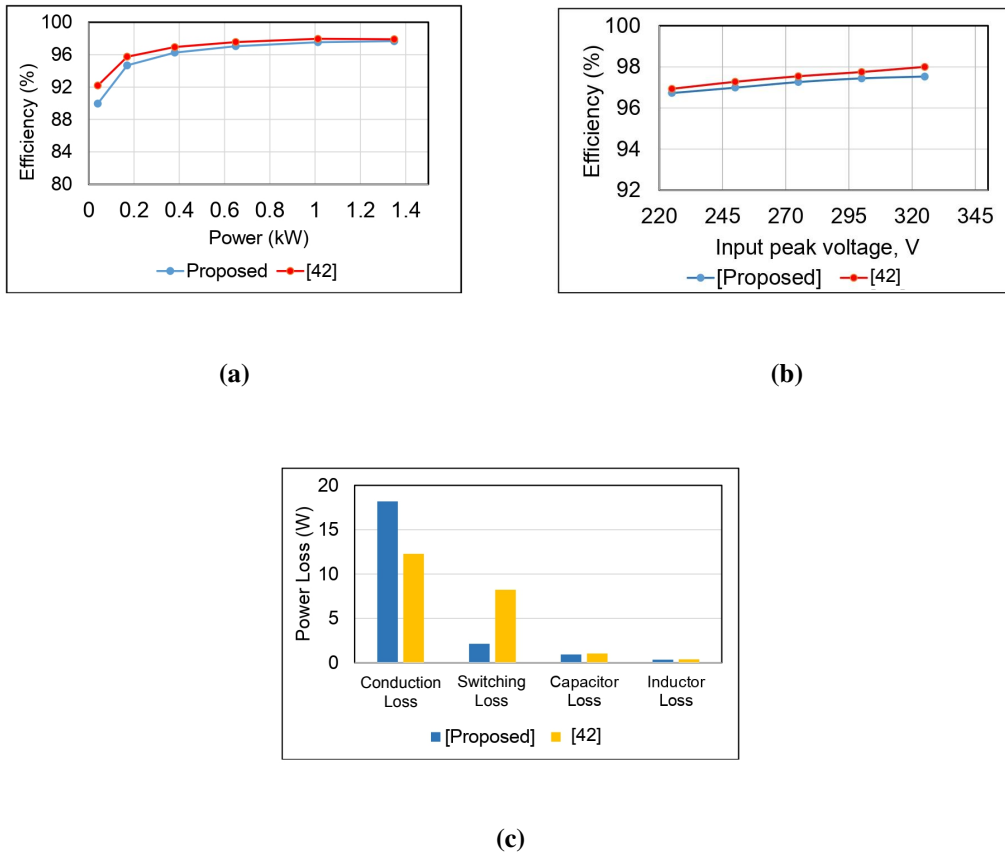 100
96
92
88
84
80
Efficiency (%)
0 0.2 0.4 0.6 0.8 1 1.2 1.4
Power (kW)
Proposed [42]
(a)
100
98
96
94
92
Efficiency (%)
220 245 270 295 320 345
Input peak voltage, V
[Proposed] [42]
(b)
20
15
10
5
0
Power Loss (W)
Conduction Switching Capacitor Inductor
Loss Loss Loss Loss
[Proposed] [42]
(c)